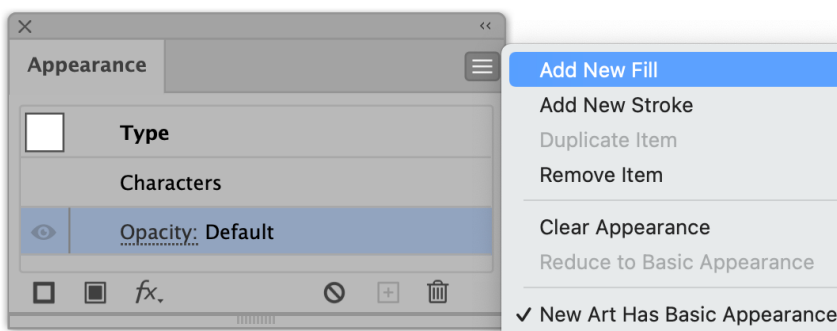 Appearance
Type
Characters
Opacity: Default
fx
Add New Fill
Add New Stroke
Duplicate Item
Remove Item
Clear Appearance
Reduce to Basic Appearance
✓ New Art Has Basic Appearance